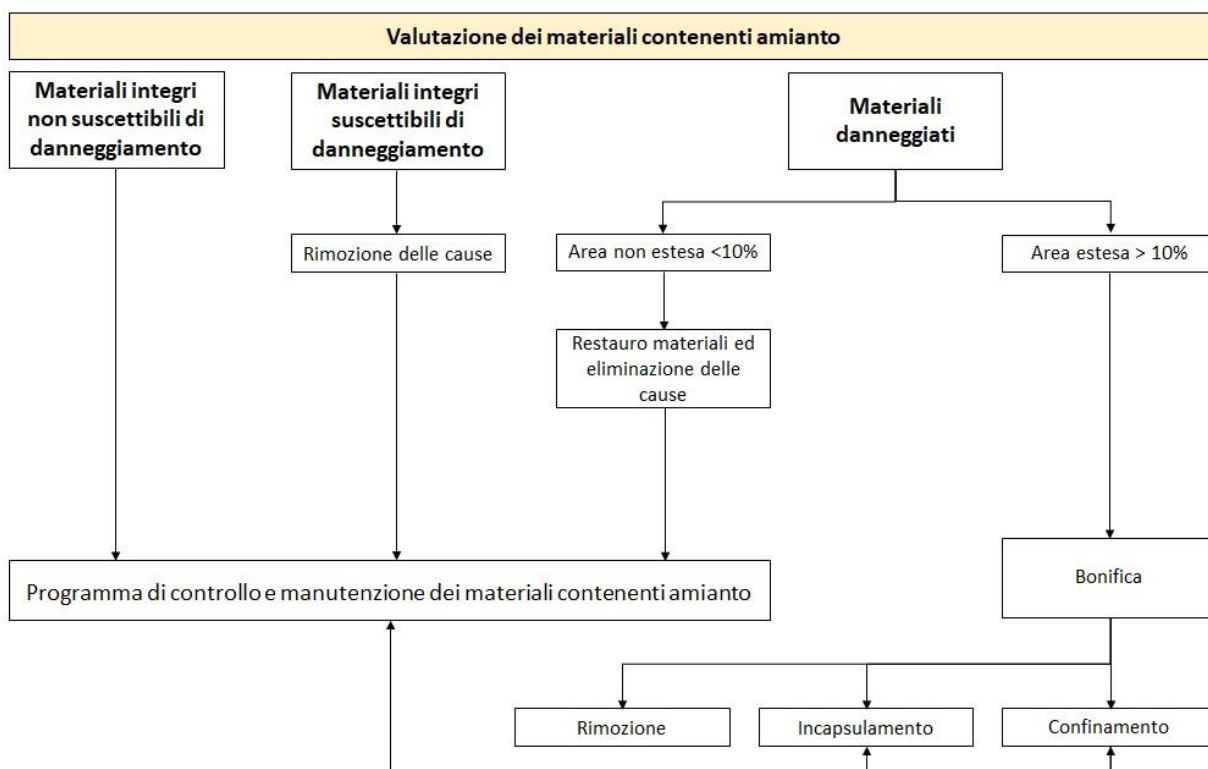 Valutazione dei materiali contenenti amianto
Materiali integri
non suscettibili di
danneggiamento
Materiali integri
suscettibili di
danneggiamento
Materiali
danneggiati
Rimozione delle cause
Area non estesa <10%
Area estesa > 10%
Restauro materiali ed
eliminazione delle
cause
Programma di controllo e manutenzione dei materiali contenenti amianto
Bonifica
Rimozione
Incapsulamento
Confinamento